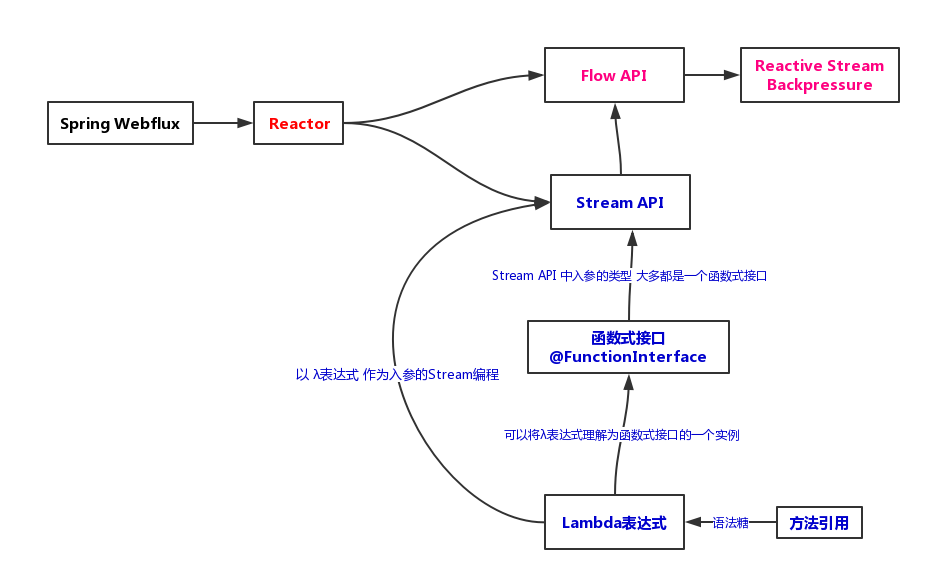 Flow API
Reactive Stream
Backpressure
Spring Webflux
Reactor
Stream API
Stream API 中入参的类型 大多都是一个函数式接口
函数式接口
@FunctionInterface
以 λ表达式 作为入参的Stream编程
可以将λ表达式理解为函数式接口的一个实例
Lambda表达式
语法糖
方法引用